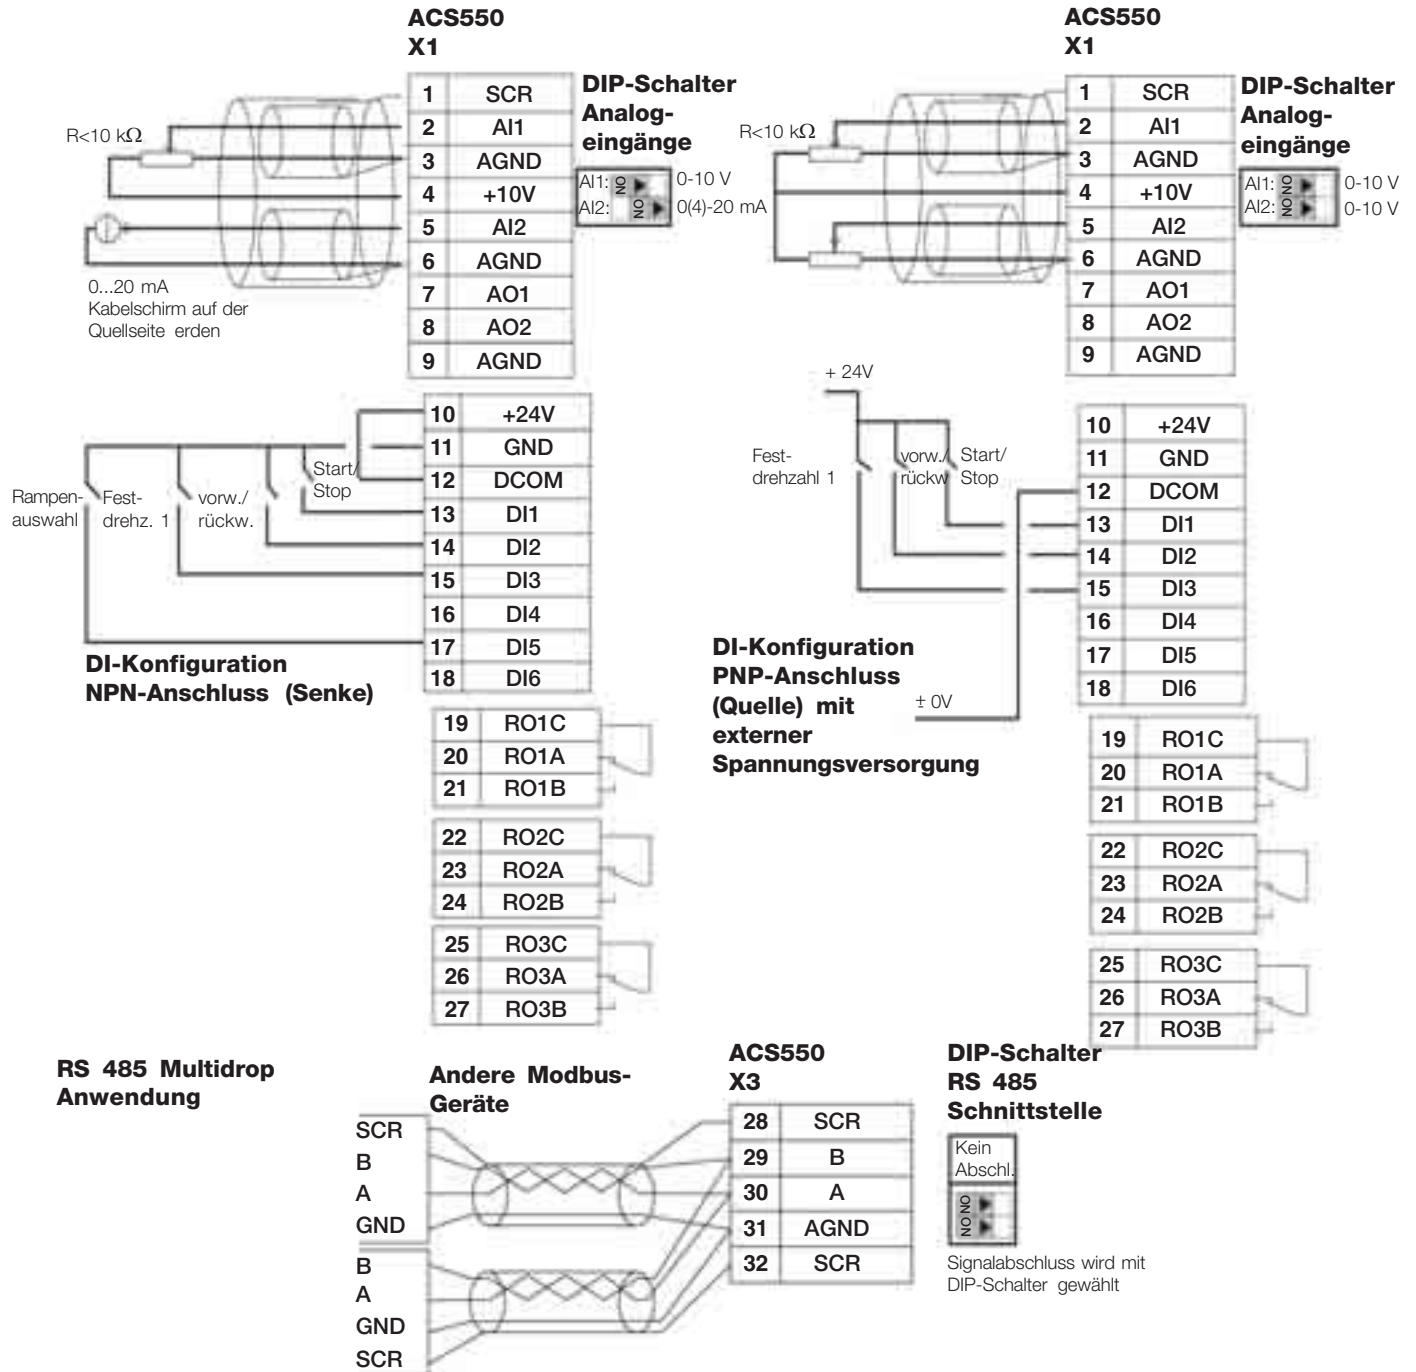 ACS550
X1
1 SCR
2 AI1
3 AGND
4 +10V
5 AI2
6 AGND
7 AO1
8 AO2
9 AGND
DIP-Schalter
Analog-
eingänge
AI1: ON 0-10 V
AI2: ON 0(4)-20 mA
R<10 kΩ
0...20 mA
Kabelschirm auf der
Quellseite erden
10 +24V
11 GND
12 DCOM
13 DI1
14 DI2
15 DI3
16 DI4
17 DI5
18 DI6
Rampen-
auswahl
Fest-
drehz. 1
vorw./
rückw.
Start/
Stop
DI-Konfiguration
NPN-Anschluss (Senke)
19 RO1C
20 RO1A
21 RO1B
22 RO2C
23 RO2A
24 RO2B
25 RO3C
26 RO3A
27 RO3B
ACS550
X1
1 SCR
2 AI1
3 AGND
4 +10V
5 AI2
6 AGND
7 AO1
8 AO2
9 AGND
DIP-Schalter
Analog-
eingänge
AI1: ON 0-10 V
AI2: ON 0-10 V
R<10 kΩ
+ 24V
10 +24V
11 GND
12 DCOM
13 DI1
14 DI2
15 DI3
16 DI4
17 DI5
18 DI6
Fest-
drehzahl 1
vorw./
rückw
Start/
Stop
DI-Konfiguration
PNP-Anschluss
(Quelle) mit
externer
Spannungsversorgung
± 0V
19 RO1C
20 RO1A
21 RO1B
22 RO2C
23 RO2A
24 RO2B
25 RO3C
26 RO3A
27 RO3B
RS 485 Multidrop
Anwendung
Andere Modbus-
Geräte
SCR
B
A
GND
B
A
GND
SCR
ACS550
X3
28 SCR
29 B
30 A
31 AGND
32 SCR
DIP-Schalter
RS 485
Schnittstelle
Kein
Abschl.
ON ON
Signalabschluss wird mit
DIP-Schalter gewählt